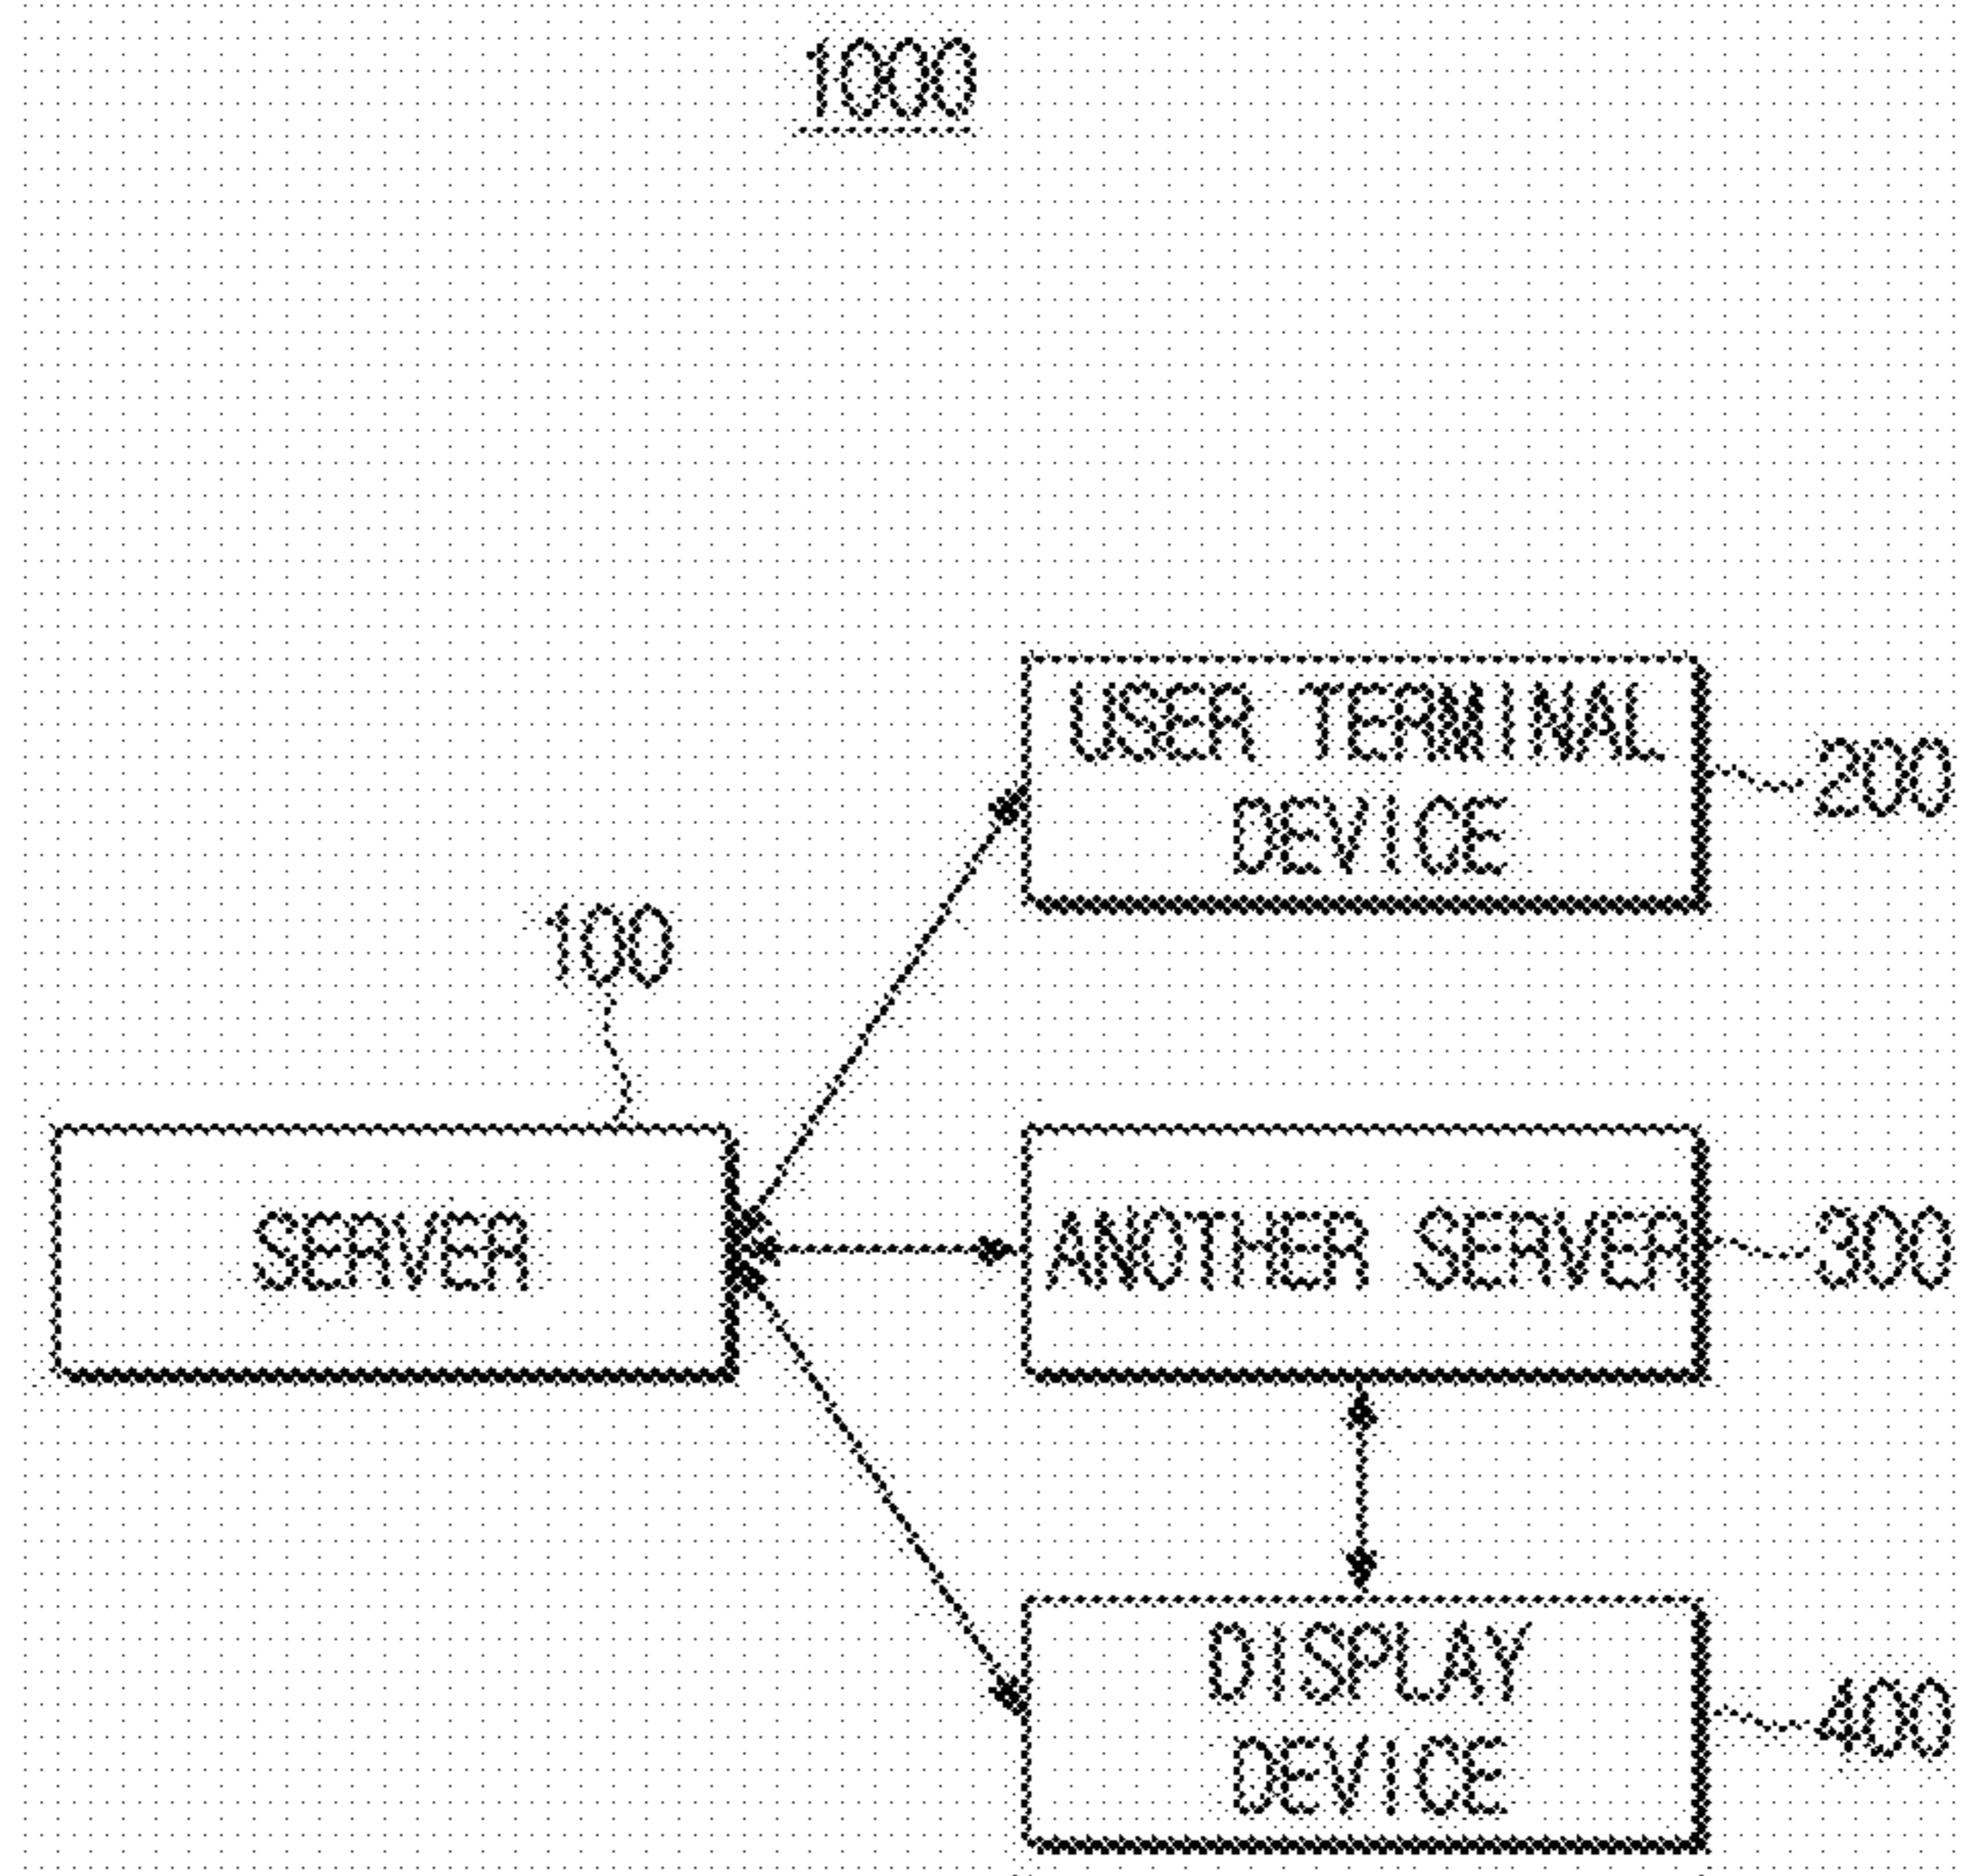 1000
USER TERMINAL
DEVICE
200
100
SERVER
ANOTHER SERVER
300
DISPLAY
DEVICE
400